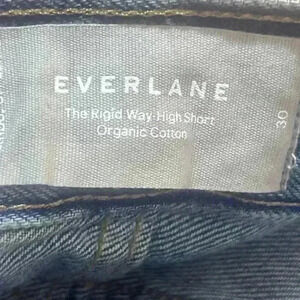 EVERLANE
The Rigid Way-High Short
Organic Cotton
30